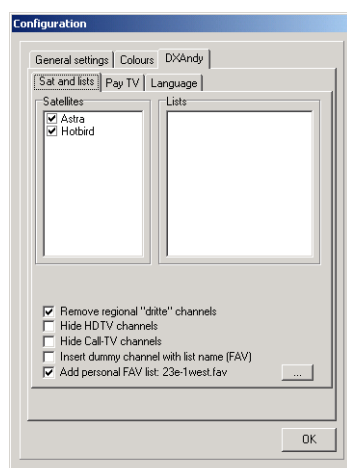 Configuration
General settings Colours DXAndy
Sat and lists Pay TV Language
Satellites Lists
Astra
Hotbird
Remove regional "dritte" channels
Hide HDTV channels
Hide Call-TV channels
Insert dummy channel with list name (FAV)
Add personal FAV list: 23e-1west.fav ...
OK